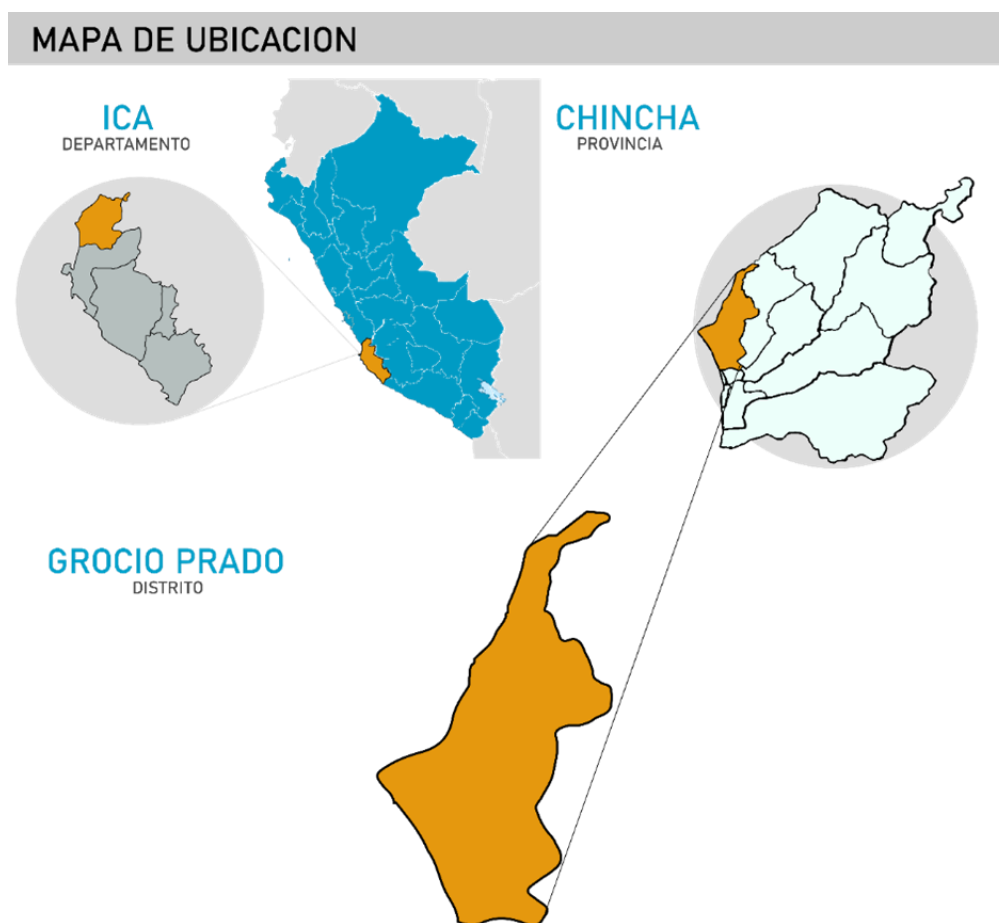 MAPA DE UBICACION
ICA
DEPARTAMENTO
CHINCHA
PROVINCIA
GROCIO PRADO
DISTRITO